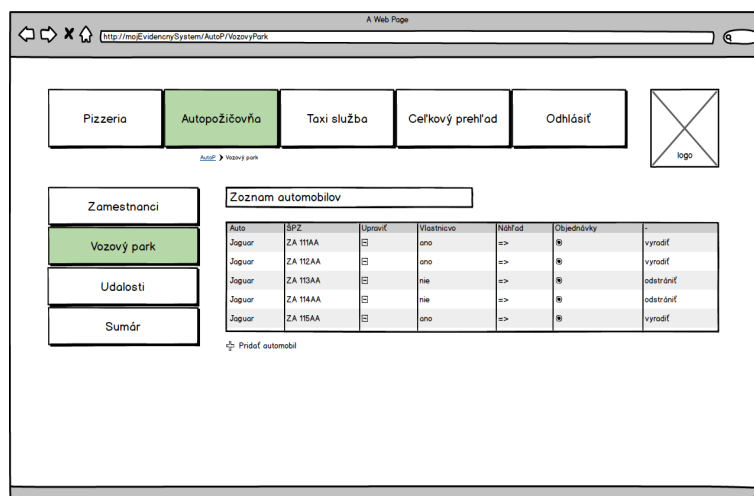 A Web Page
http://mojEvidencnySystem/AutoP/VozovyPark
Pizzeria Autopožičovňa Taxi služba Celkový prehľad Odhlásiť
logo
AutoP ❯ Vozový park
Zamestnanci
Vozový park
Udalosti
Sumár
Zoznam automobilov
Auto ŠPZ Upraviť Vlastnicvo Náhľad Objednávky -
Jaguar ZA 111AA ano => vyradiť
Jaguar ZA 112AA ano => vyradiť
Jaguar ZA 113AA nie => odstrániť
Jaguar ZA 114AA nie => odstrániť
Jaguar ZA 115AA ano => vyradiť
Pridať automobil